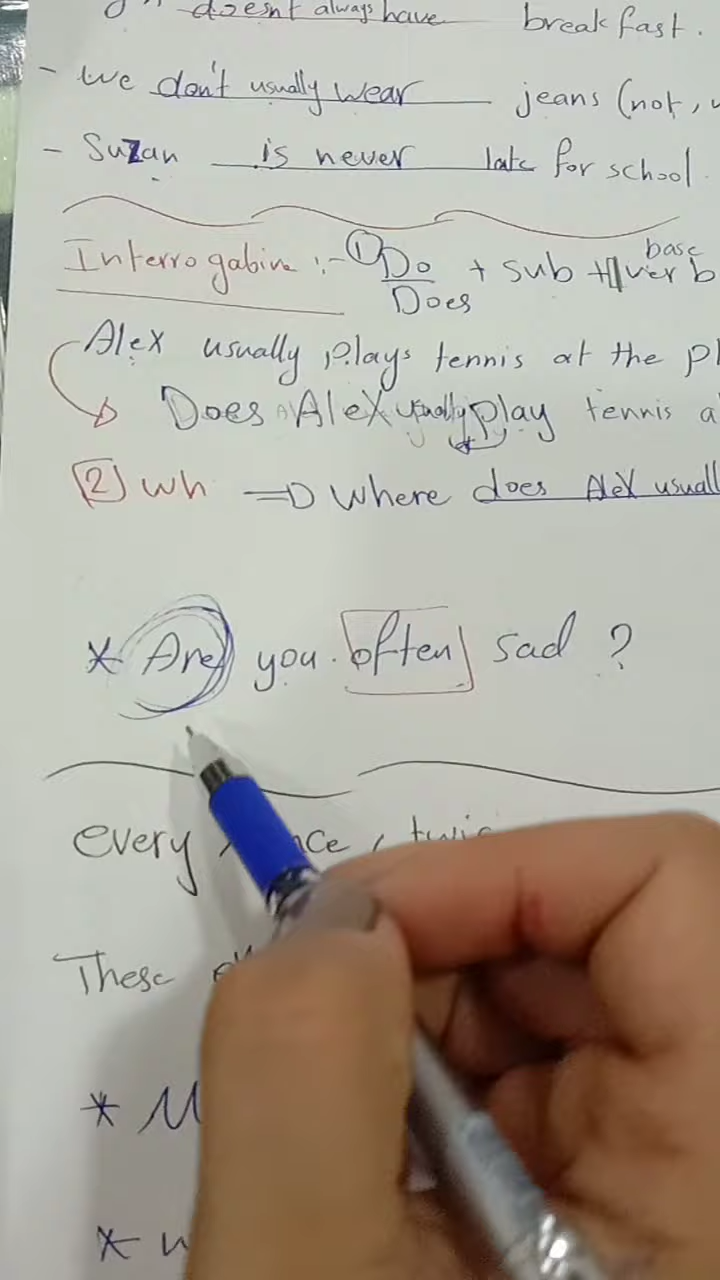 doesn't always have breakfast.
- we don't usually wear jeans (not,
- Suzan is never late for school.
Interrogabive :- ① Do + sub + base verb
Does
Alex usually plays tennis at the
Does Alex usually play tennis
[2] wh => Where does Alex usually
* Are you often sad ?
every
These
*
*